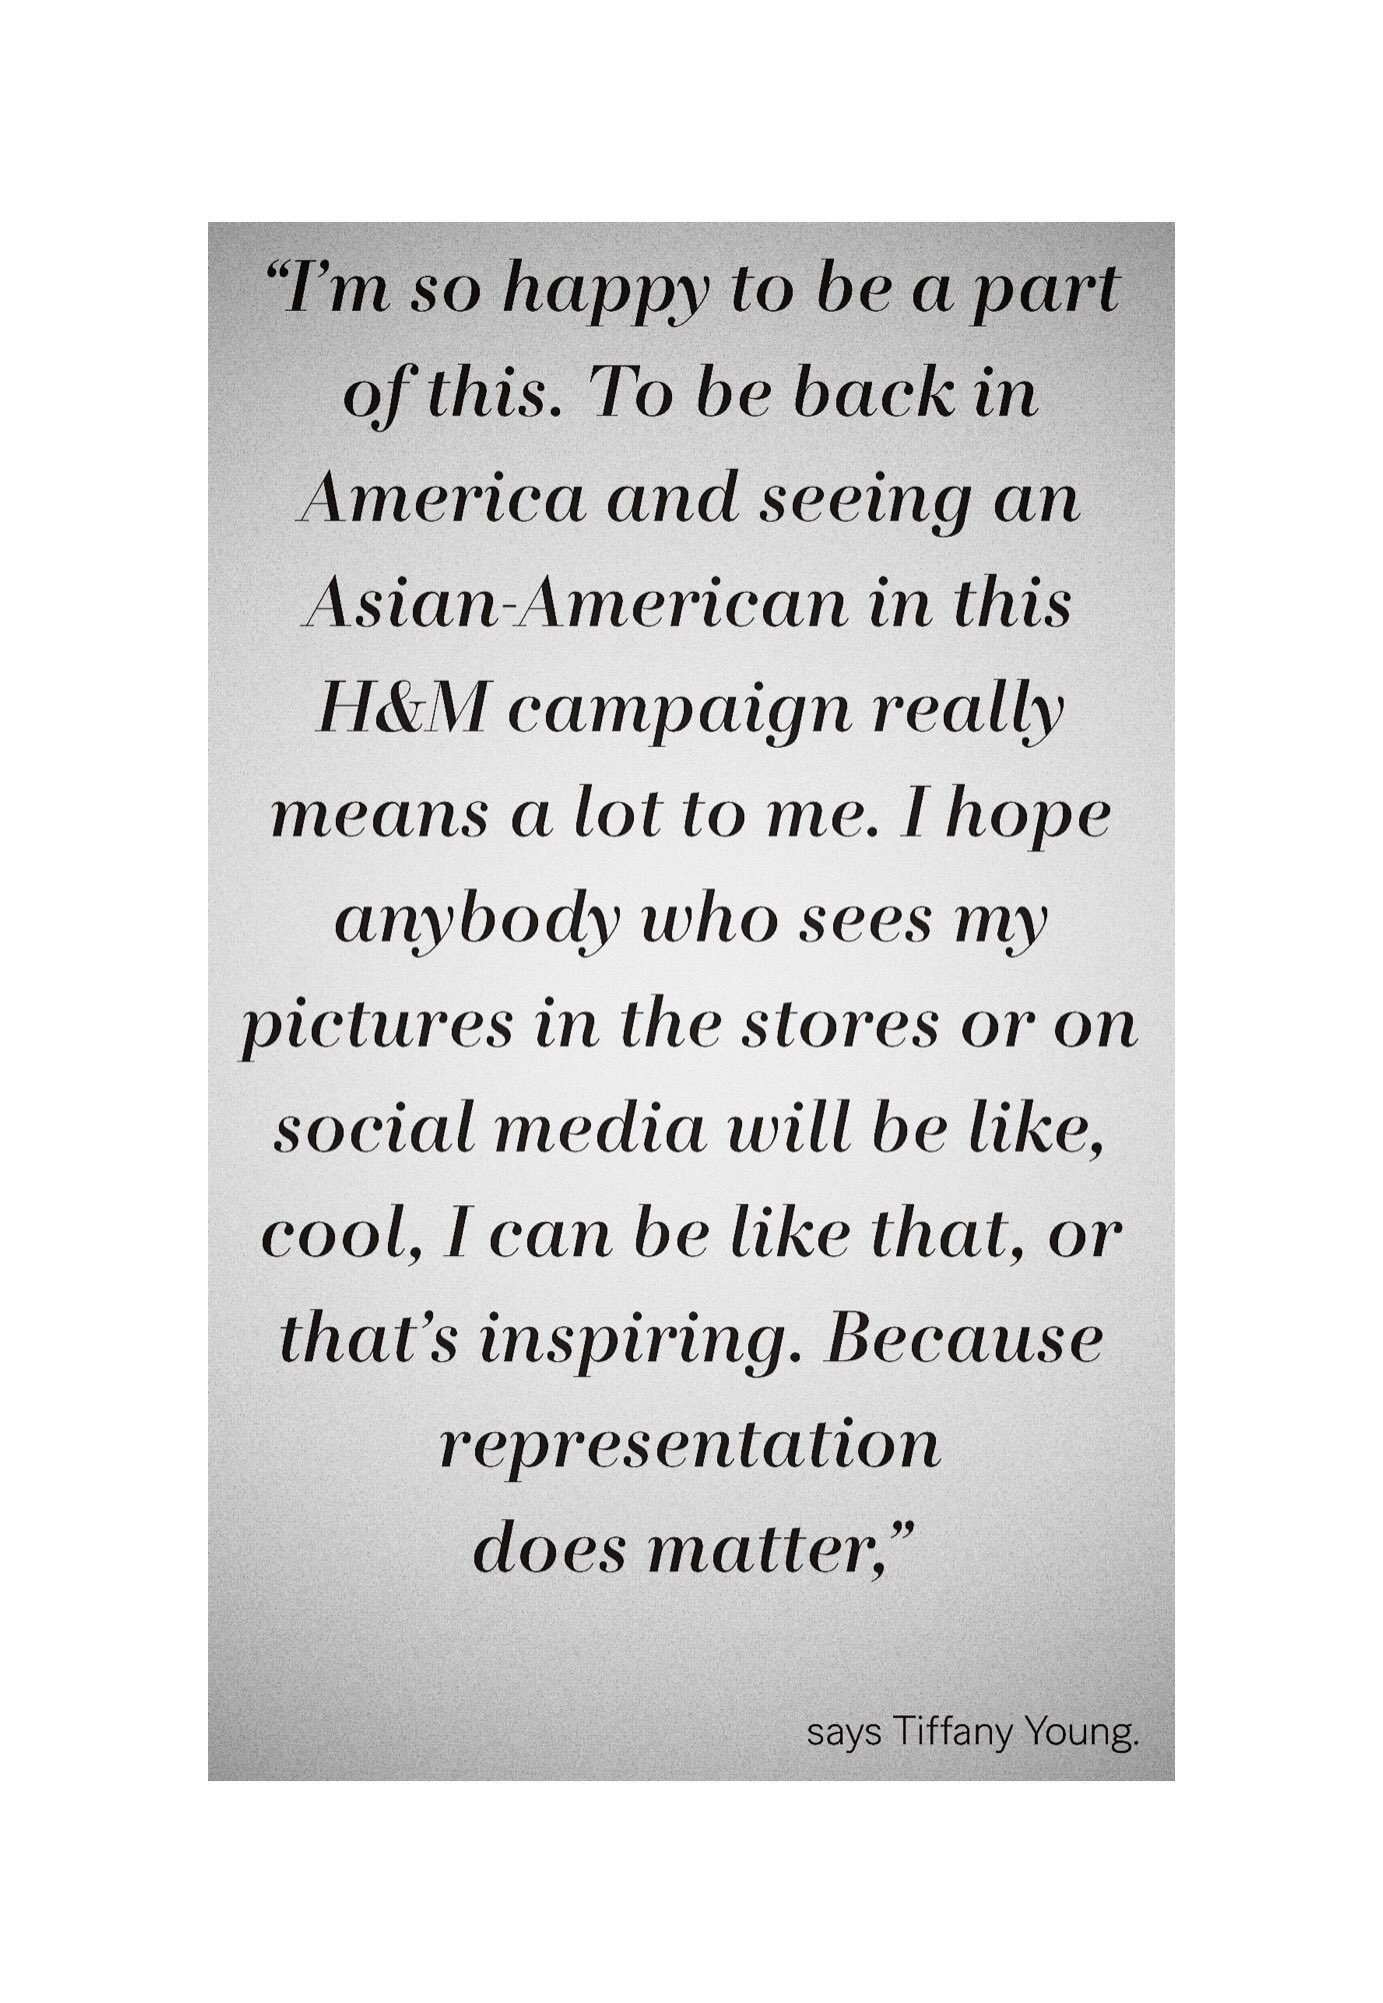 “I’m so happy to be a part
of this. To be back in
America and seeing an
Asian-American in this
H&M campaign really
means a lot to me. I hope
anybody who sees my
pictures in the stores or on
social media will be like,
cool, I can be like that, or
that’s inspiring. Because
representation
does matter,”
says Tiffany Young.